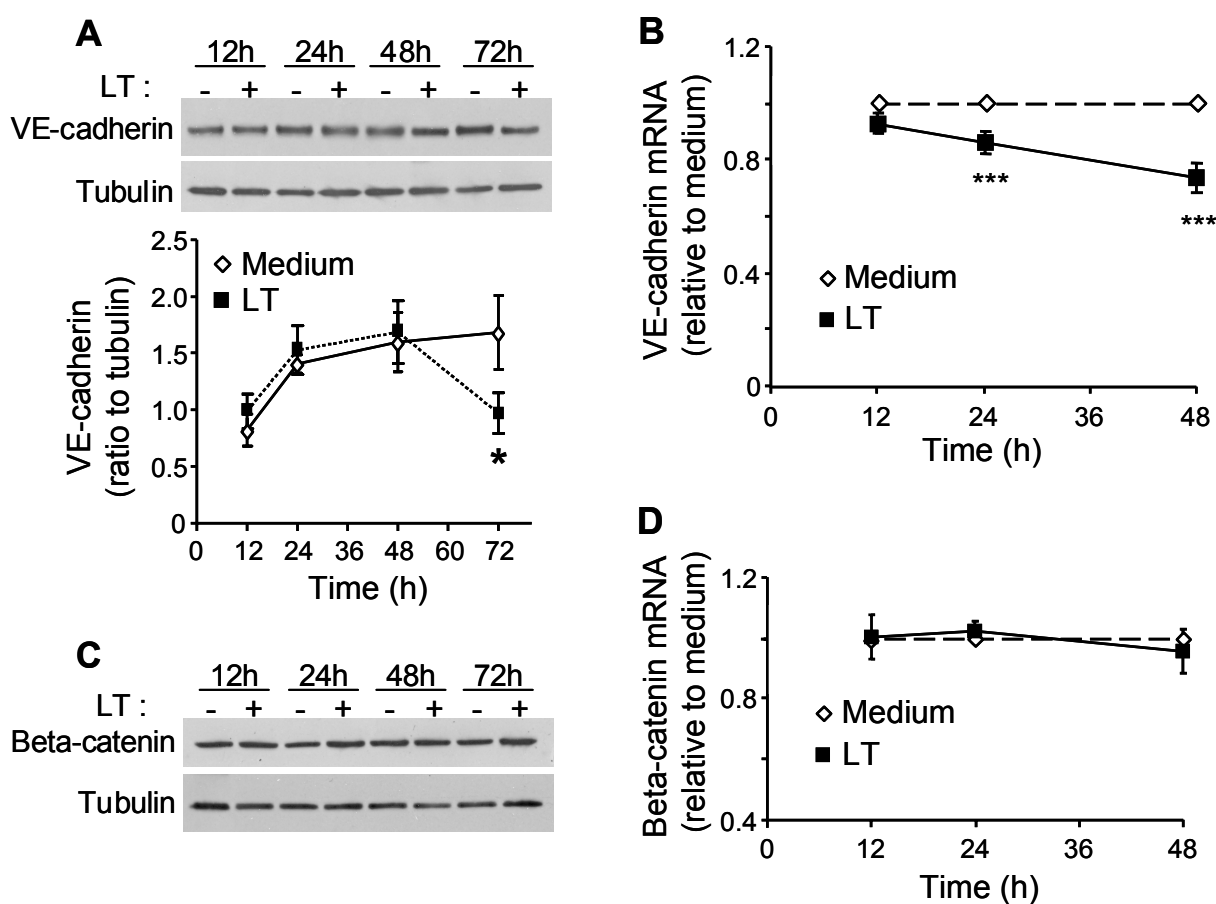 A
12h 24h 48h 72h
LT : - + - + - + - +
VE-cadherin
Tubulin
VE-cadherin
(ratio to tubulin)
2.5
2.0
1.5
1.0
0.5
0
Medium
LT
*
0 12 24 36 48 60 72
Time (h)
B
VE-cadherin mRNA
(relative to medium)
1.2
0.8
0.4
0
***
***
Medium
LT
0 12 24 36 48
Time (h)
C
12h 24h 48h 72h
LT : - + - + - + - +
Beta-catenin
Tubulin
D
Beta-catenin mRNA
(relative to medium)
1.2
0.8
0.4
Medium
LT
0 12 24 36 48
Time (h)